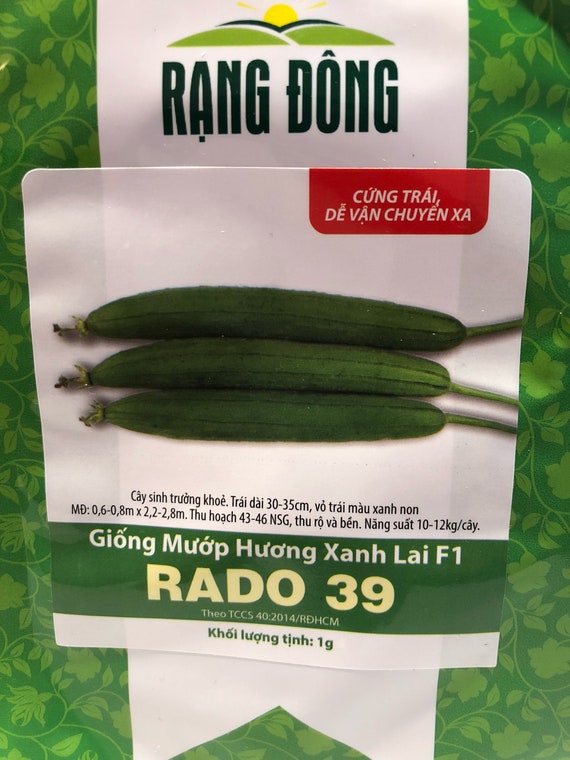 RẠNG ĐÔNG
CỨNG TRÁI,
DỄ VẬN CHUYỂN XA
Cây sinh trưởng khoẻ. Trái dài 30-35cm, vỏ trái màu xanh non
MĐ: 0,6-0,8m x 2,2-2,8m. Thu hoạch 43-46 NSG, thu rộ và bền. Năng suất 10-12kg/cây.
Giống Mướp Hương Xanh Lai F1
RADO 39
Theo TCCS 40:2014/RĐHCM
Khối lượng tịnh: 1g